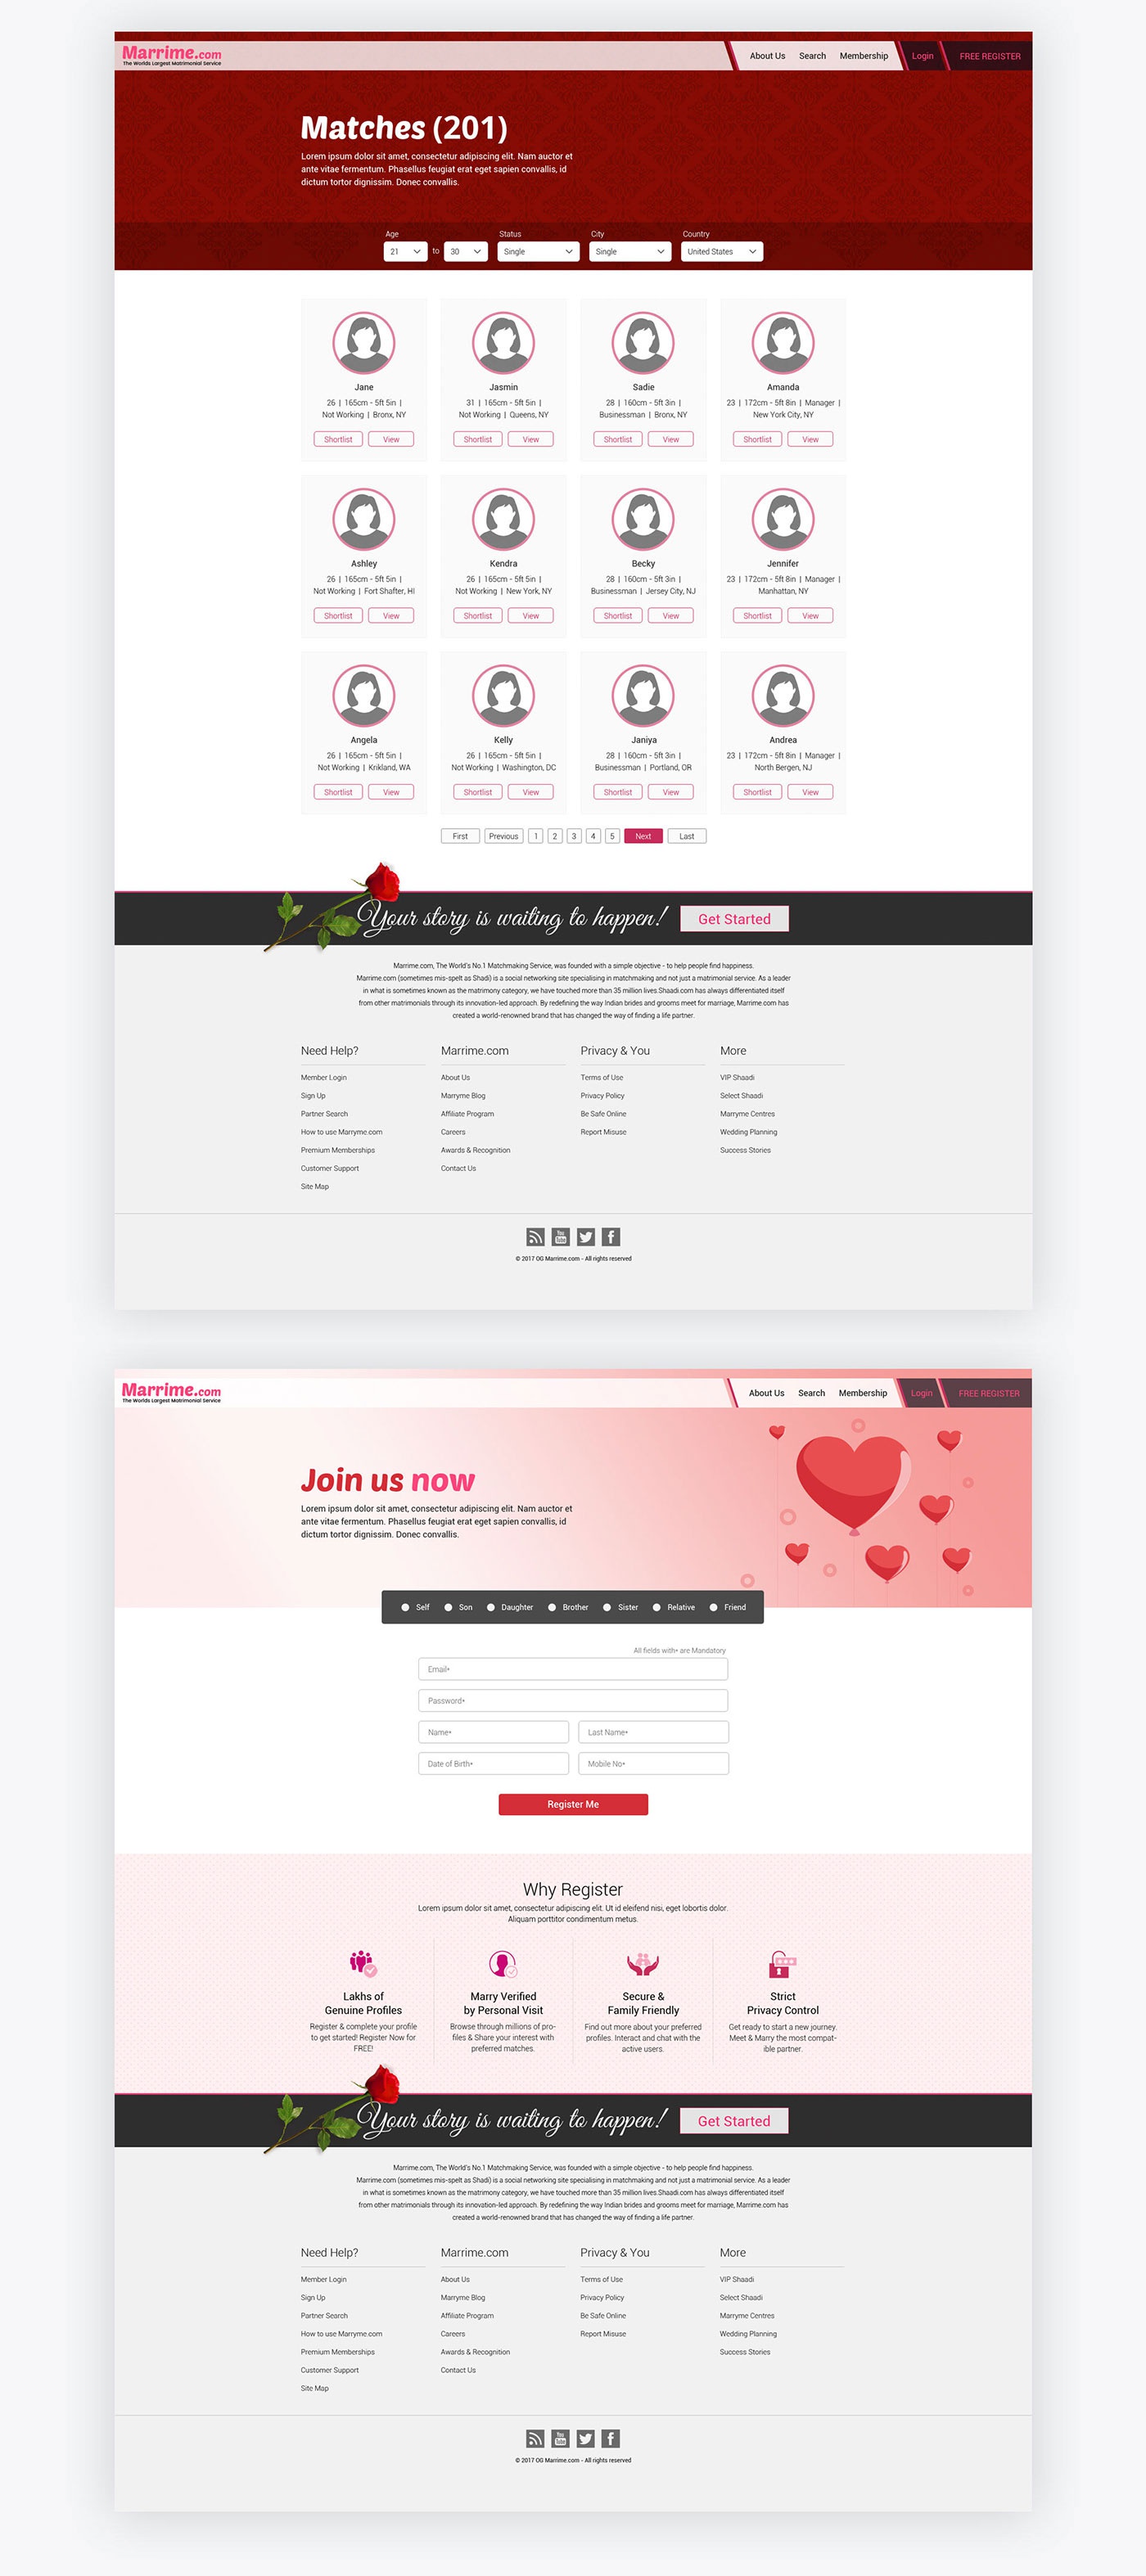 Marrime.com
The Worlds Largest Matrimonial Service
About Us Search Membership Login FREE REGISTER
Matches (201)
Lorem ipsum dolor sit amet, consectetur adipiscing elit. Nam auctor et
ante vitae fermentum. Phasellus feugiat erat eget sapien convallis, id
dictum tortor dignissim. Donec convallis.
Age Status City Country
21 to 30 Single Single United States
Jane Jasmin Sadie Amanda
26 | 165cm - 5ft 5in | 31 | 165cm - 5ft 5in | 28 | 160cm - 5ft 3in | 23 | 172cm - 5ft 8in | Manager |
Not Working | Bronx, NY Not Working | Queens, NY Businessman | Bronx, NY New York City, NY
Shortlist View Shortlist View Shortlist View Shortlist View
Ashley Kendra Becky Jennifer
26 | 165cm - 5ft 5in | 26 | 165cm - 5ft 5in | 28 | 160cm - 5ft 3in | 23 | 172cm - 5ft 8in | Manager |
Not Working | Fort Shafter, HI Not Working | New York, NY Businessman | Jersey City, NJ Manhattan, NY
Shortlist View Shortlist View Shortlist View Shortlist View
Angela Kelly Janiya Andrea
26 | 165cm - 5ft 5in | 26 | 165cm - 5ft 5in | 28 | 160cm - 5ft 3in | 23 | 172cm - 5ft 8in | Manager |
Not Working | Krikland, WA Not Working | Washington, DC Businessman | Portland, OR North Bergen, NJ
Shortlist View Shortlist View Shortlist View Shortlist View
First Previous 1 2 3 4 5 Next Last
Your story is waiting to happen! Get Started
Marrime.com, The World's No.1 Matchmaking Service, was founded with a simple objective - to help people find happiness.
Marrime.com (sometimes mis-spelt as Shadi) is a social networking site specialising in matchmaking and not just a matrimonial service. As a leader
in what is sometimes known as the matrimony category, we have touched more than 35 million lives.Shaadi.com has always differentiated itself
from other matrimonials through its innovation-led approach. By redefining the way Indian brides and grooms meet for marriage, Marrime.com has
created a world-renowned brand that has changed the way of finding a life partner.
Need Help? Marrime.com Privacy & You More
Member Login About Us Terms of Use VIP Shaadi
Sign Up Marryme Blog Privacy Policy Select Shaadi
Partner Search Affiliate Program Be Safe Online Marryme Centres
How to use Marryme.com Careers Report Misuse Wedding Planning
Premium Memberships Awards & Recognition Success Stories
Customer Support Contact Us
Site Map
You Tube f
© 2017 OG Marrime.com - All rights reserved
Marrime.com
The Worlds Largest Matrimonial Service
About Us Search Membership Login FREE REGISTER
Join us now
Lorem ipsum dolor sit amet, consectetur adipiscing elit. Nam auctor et
ante vitae fermentum. Phasellus feugiat erat eget sapien convallis, id
dictum tortor dignissim. Donec convallis.
Self Son Daughter Brother Sister Relative Friend
All fields with* are Mandatory
Email*
Password*
Name* Last Name*
Date of Birth* Mobile No*
Register Me
Why Register
Lorem ipsum dolor sit amet, consectetur adipiscing elit. Ut id eleifend nisi, eget lobortis dolor.
Aliquam porttitor condimentum metus.
Lakhs of Marry Verified Secure & Strict
Genuine Profiles by Personal Visit Family Friendly Privacy Control
Register & complete your profile Browse through millions of pro- Find out more about your preferred Get ready to start a new journey.
to get started! Register Now for files & Share your interest with profiles. Interact and chat with the Meet & Marry the most compat-
FREE! preferred matches. active users. ible partner.
Your story is waiting to happen! Get Started
Marrime.com, The World's No.1 Matchmaking Service, was founded with a simple objective - to help people find happiness.
Marrime.com (sometimes mis-spelt as Shadi) is a social networking site specialising in matchmaking and not just a matrimonial service. As a leader
in what is sometimes known as the matrimony category, we have touched more than 35 million lives.Shaadi.com has always differentiated itself
from other matrimonials through its innovation-led approach. By redefining the way Indian brides and grooms meet for marriage, Marrime.com has
created a world-renowned brand that has changed the way of finding a life partner.
Need Help? Marrime.com Privacy & You More
Member Login About Us Terms of Use VIP Shaadi
Sign Up Marryme Blog Privacy Policy Select Shaadi
Partner Search Affiliate Program Be Safe Online Marryme Centres
How to use Marryme.com Careers Report Misuse Wedding Planning
Premium Memberships Awards & Recognition Success Stories
Customer Support Contact Us
Site Map
You Tube f
© 2017 OG Marrime.com - All rights reserved